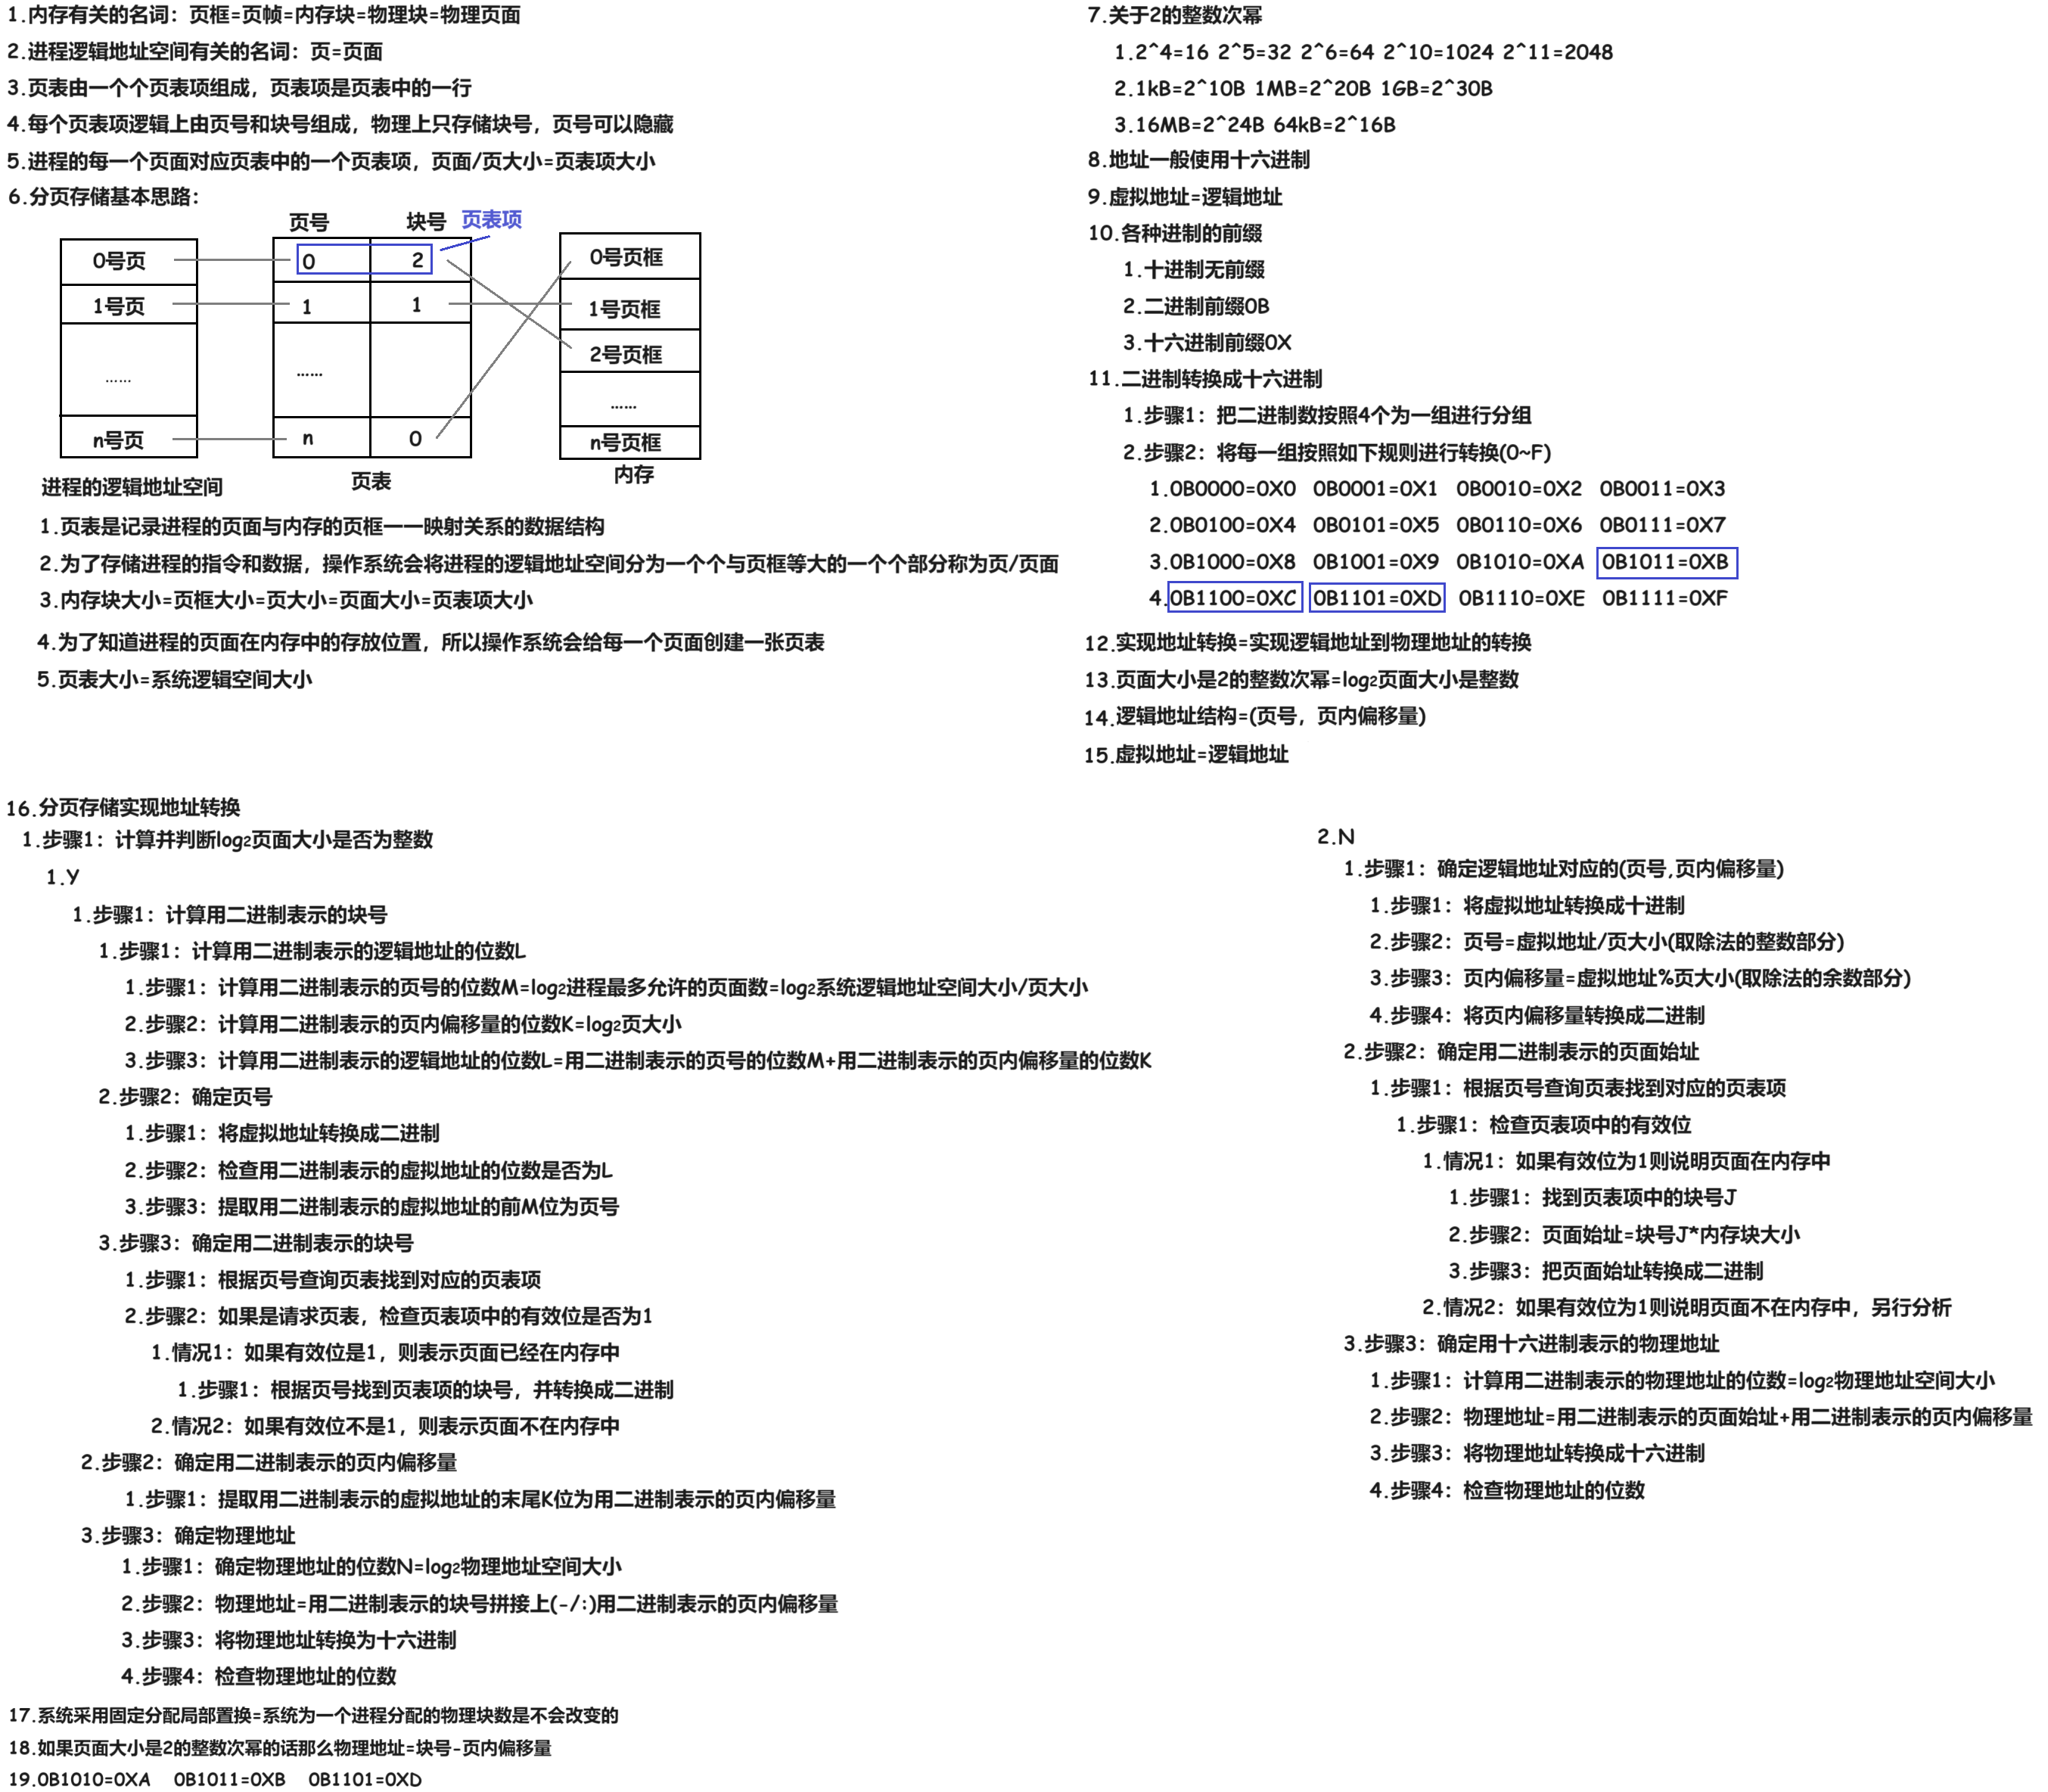 1.内存有关的名词：页框=页帧=内存块=物理块=物理页面
2.进程逻辑地址空间有关的名词：页=页面
3.页表由一个个页表项组成，页表项是页表中的一行
4.每个页表项逻辑上由页号和块号组成，物理上只存储块号，页号可以隐藏
5.进程的每一个页面对应页表中的一个页表项，页面/页大小=页表项大小
6.分页存储基本思路：
页号 块号 页表项
0号页 0 2 0号页框
1号页 1 1 1号页框
2号页框
...... ...... ......
n号页 n 0 n号页框
进程的逻辑地址空间 页表 内存
1.页表是记录进程的页面与内存的页框一一映射关系的数据结构
2.为了存储进程的指令和数据，操作系统会将进程的逻辑地址空间分为一个个与页框等大的一个个部分称为页/页面
3.内存块大小=页框大小=页大小=页面大小=页表项大小
4.为了知道进程的页面在内存中的存放位置，所以操作系统会给每一个页面创建一张页表
5.页表大小=系统逻辑空间大小
7.关于2的整数次幂
1.2^4=16 2^5=32 2^6=64 2^10=1024 2^11=2048
2.1kB=2^10B 1MB=2^20B 1GB=2^30B
3.16MB=2^24B 64kB=2^16B
8.地址一般使用十六进制
9.虚拟地址=逻辑地址
10.各种进制的前缀
1.十进制无前缀
2.二进制前缀0B
3.十六进制前缀0X
11.二进制转换成十六进制
1.步骤1：把二进制数按照4个为一组进行分组
2.步骤2：将每一组按照如下规则进行转换(0~F)
1.0B0000=0X0 0B0001=0X1 0B0010=0X2 0B0011=0X3
2.0B0100=0X4 0B0101=0X5 0B0110=0X6 0B0111=0X7
3.0B1000=0X8 0B1001=0X9 0B1010=0XA 0B1011=0XB
4.0B1100=0XC 0B1101=0XD 0B1110=0XE 0B1111=0XF
12.实现地址转换=实现逻辑地址到物理地址的转换
13.页面大小是2的整数次幂=log2页面大小是整数
14.逻辑地址结构=(页号，页内偏移量)
15.虚拟地址=逻辑地址
16.分页存储实现地址转换
1.步骤1：计算并判断log2页面大小是否为整数
1.Y
1.步骤1：计算用二进制表示的块号
1.步骤1：计算用二进制表示的逻辑地址的位数L
1.步骤1：计算用二进制表示的页号的位数M=log2进程最多允许的页面数=log2系统逻辑地址空间大小/页大小
2.步骤2：计算用二进制表示的页内偏移量的位数K=log2页大小
3.步骤3：计算用二进制表示的逻辑地址的位数L=用二进制表示的页号的位数M+用二进制表示的页内偏移量的位数K
2.步骤2：确定页号
1.步骤1：将虚拟地址转换成二进制
2.步骤2：检查用二进制表示的虚拟地址的位数是否为L
3.步骤3：提取用二进制表示的虚拟地址的前M位为页号
3.步骤3：确定用二进制表示的块号
1.步骤1：根据页号查询页表找到对应的页表项
2.步骤2：如果是请求页表，检查页表项中的有效位是否为1
1.情况1：如果有效位是1，则表示页面已经在内存中
1.步骤1：根据页号找到页表项的块号，并转换成二进制
2.情况2：如果有效位不是1，则表示页面不在内存中
2.步骤2：确定用二进制表示的页内偏移量
1.步骤1：提取用二进制表示的虚拟地址的末尾K位为用二进制表示的页内偏移量
3.步骤3：确定物理地址
1.步骤1：确定物理地址的位数N=log2物理地址空间大小
2.步骤2：物理地址=用二进制表示的块号拼接上(-/:)用二进制表示的页内偏移量
3.步骤3：将物理地址转换为十六进制
4.步骤4：检查物理地址的位数
2.N
1.步骤1：确定逻辑地址对应的(页号,页内偏移量)
1.步骤1：将虚拟地址转换成十进制
2.步骤2：页号=虚拟地址/页大小(取除法的整数部分)
3.步骤3：页内偏移量=虚拟地址%页大小(取除法的余数部分)
4.步骤4：将页内偏移量转换成二进制
2.步骤2：确定用二进制表示的页面始址
1.步骤1：根据页号查询页表找到对应的页表项
1.步骤1：检查页表项中的有效位
1.情况1：如果有效位为1则说明页面在内存中
1.步骤1：找到页表项中的块号J
2.步骤2：页面始址=块号J*内存块大小
3.步骤3：把页面始址转换成二进制
2.情况2：如果有效位为1则说明页面不在内存中，另行分析
3.步骤3：确定用十六进制表示的物理地址
1.步骤1：计算用二进制表示的物理地址的位数=log2物理地址空间大小
2.步骤2：物理地址=用二进制表示的页面始址+用二进制表示的页内偏移量
3.步骤3：将物理地址转换成十六进制
4.步骤4：检查物理地址的位数
17.系统采用固定分配局部置换=系统为一个进程分配的物理块数是不会改变的
18.如果页面大小是2的整数次幂的话那么物理地址=块号-页内偏移量
19.0B1010=0XA 0B1011=0XB 0B1101=0XD